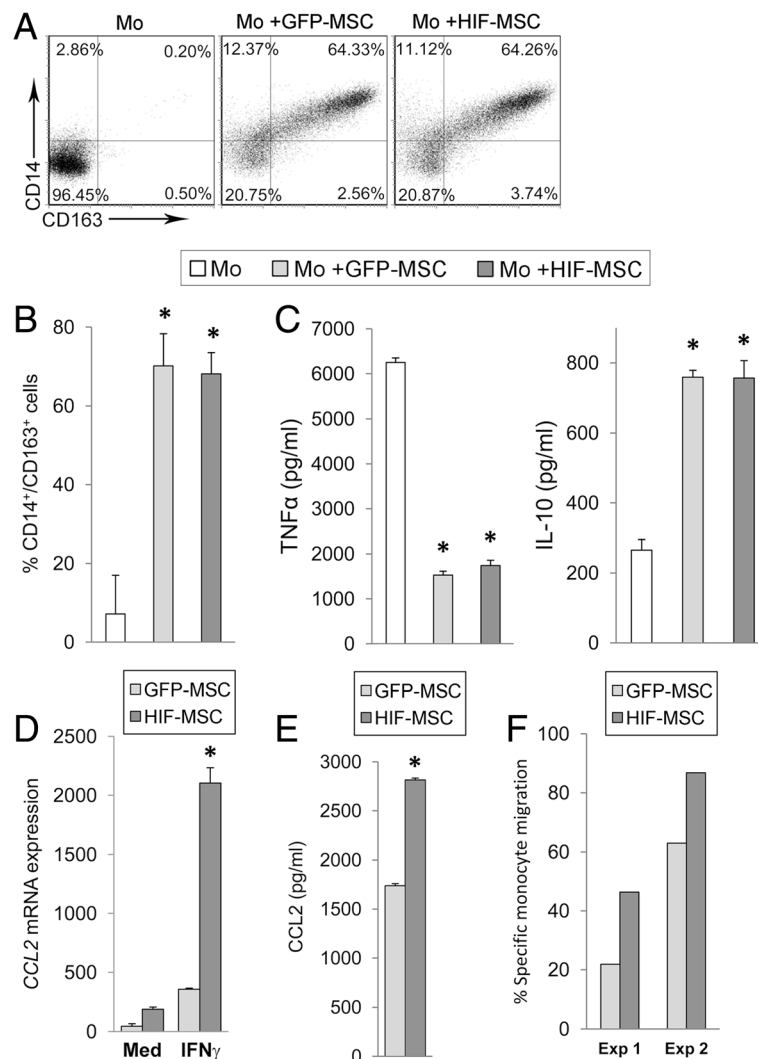 A
Mo
Mo +GFP-MSC
Mo +HIF-MSC
2.86%
0.20%
12.37%
64.33%
11.12%
64.26%
CD14
96.45%
0.50%
20.75%
2.56%
20.87%
3.74%
CD163
Mo
Mo +GFP-MSC
Mo +HIF-MSC
B
% CD14⁺/CD163⁺ cells
80
60
40
20
0
*
*
C
TNFα (pg/ml)
7000
6000
5000
4000
3000
2000
1000
0
*
*
IL-10 (pg/ml)
800
600
400
200
0
*
*
D
GFP-MSC
HIF-MSC
CCL2 mRNA expression
2500
2000
1500
1000
500
0
*
Med
IFNγ
E
GFP-MSC
HIF-MSC
CCL2 (pg/ml)
3000
2500
2000
1500
1000
500
0
*
F
GFP-MSC
HIF-MSC
% Specific monocyte migration
100
80
60
40
20
0
Exp 1
Exp 2